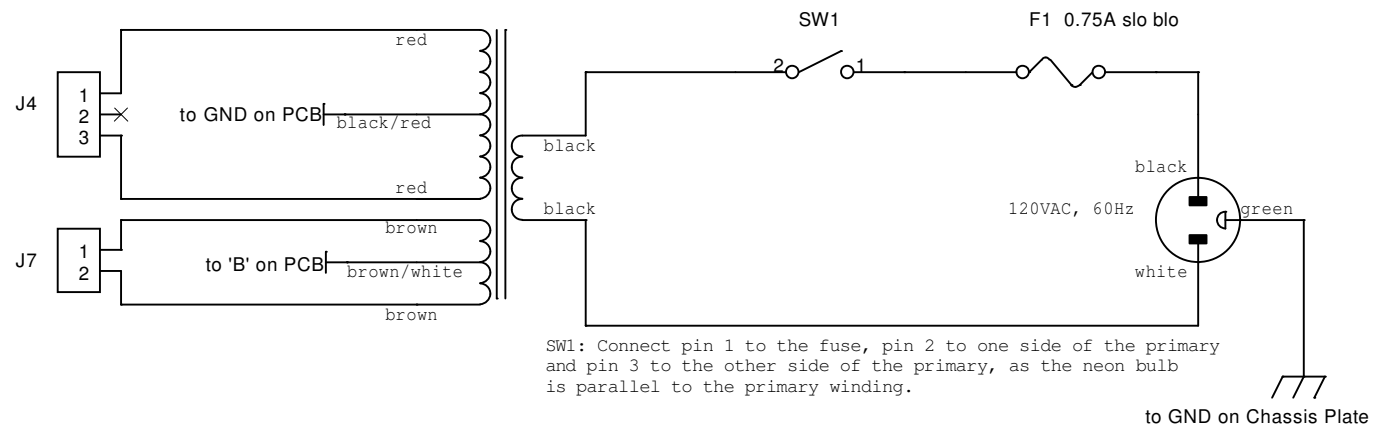 SW1
F1 0.75A slo blo
red
2
1
J4
1
2
3
to GND on PCB
black/red
black
black
red
black
120VAC, 60Hz
green
brown
J7
1
2
to 'B' on PCB
brown/white
white
brown
SW1: Connect pin 1 to the fuse, pin 2 to one side of the primary
and pin 3 to the other side of the primary, as the neon bulb
is parallel to the primary winding.
to GND on Chassis Plate